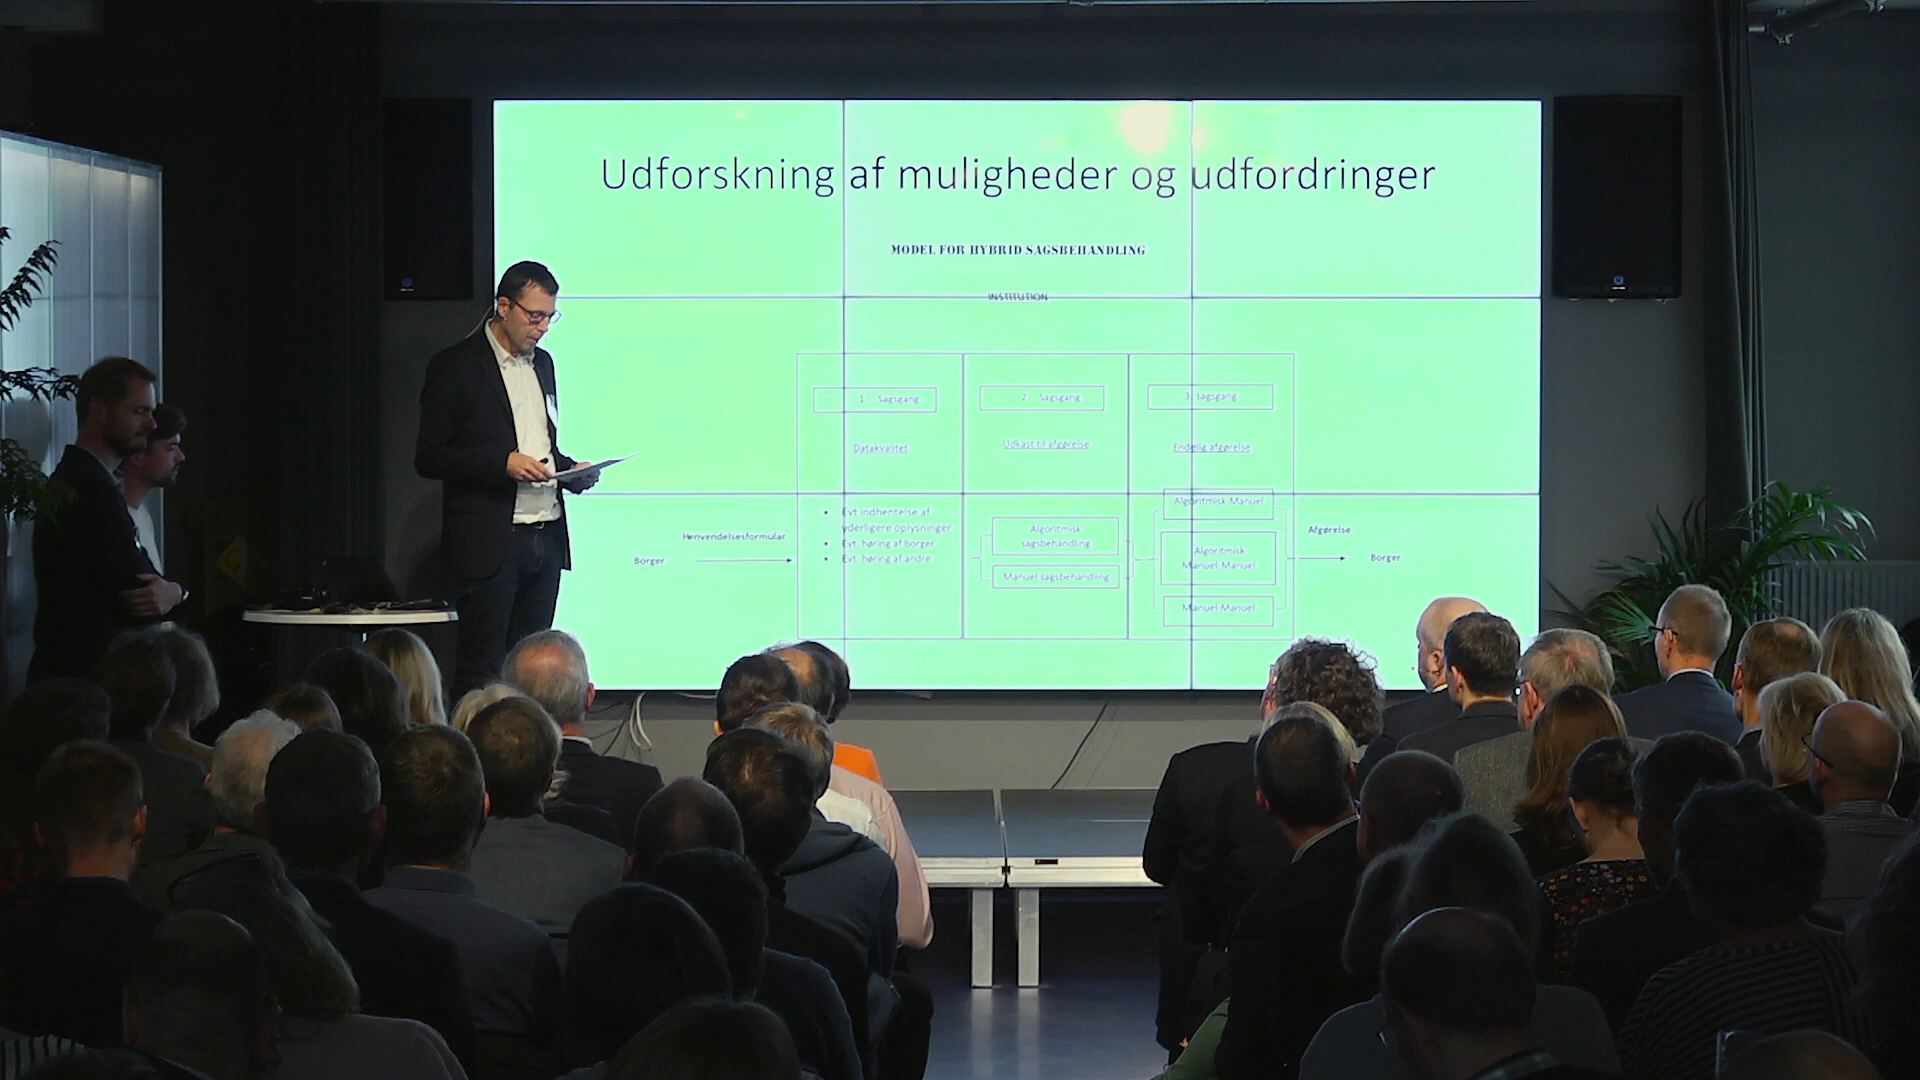 Udforskning af muligheder og udfordringer
MODEL FOR HYBRID SAGSBEHANDLING
INSTITUTION
1. Sagsgang
2. Sagsgang
3. sagsgang
Datakvalitet
Udkast til afgørelse
Endelig afgørelse
Borger
Henvendelsesformular
• Evt indhentelse af
yderligere oplysninger
• Evt. høring af borger
• Evt. høring af andre
Algoritmisk
sagsbehandling
Manuel sagsbehandling
Algoritmisk-Manuel
Algoritmisk
Manuel-Manuel
Manuel-Manuel
Afgørelse
Borger